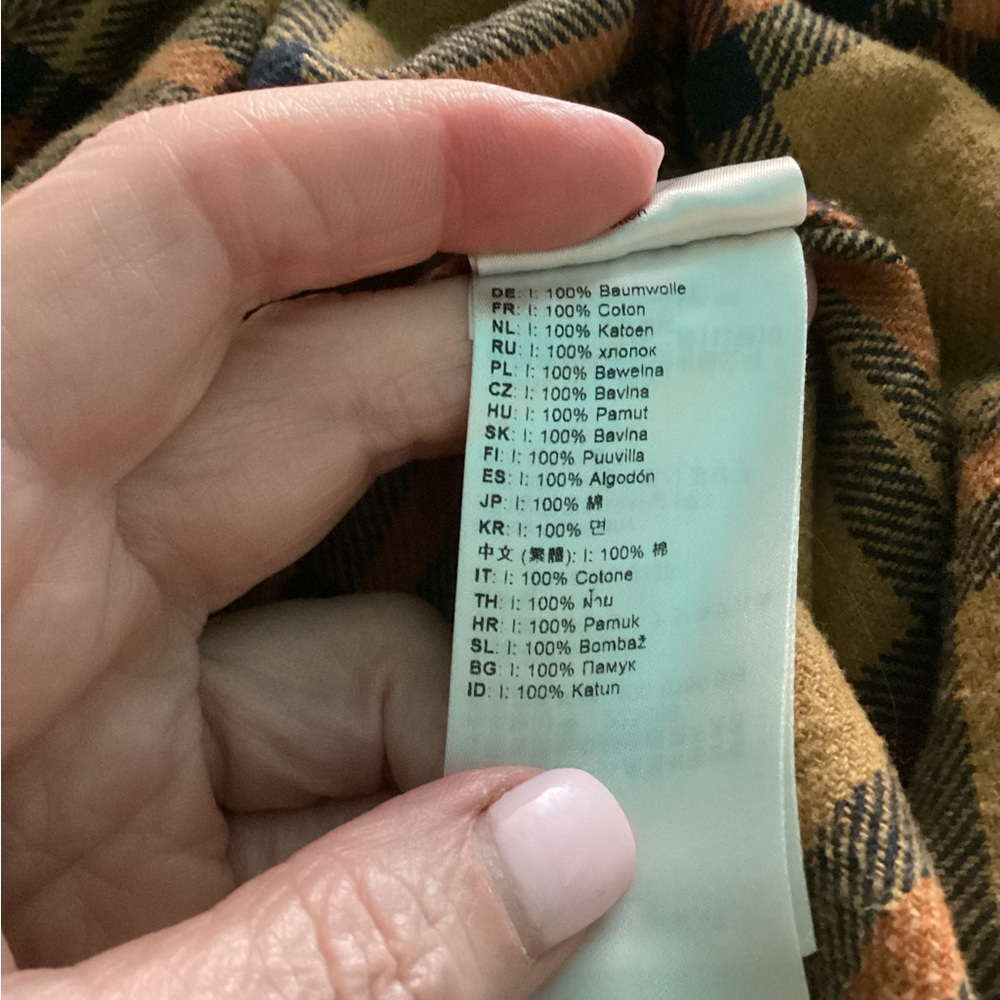 DE: I: 100% Baumwolle
FR: I: 100% Coton
NL: I: 100% Katoen
RU: I: 100% хлопок
PL: I: 100% Bawełna
CZ: I: 100% Bavlna
HU: I: 100% Pamut
SK: I: 100% Bavlna
FI: I: 100% Puuvilla
ES: I: 100% Algodón
JP: I: 100% 綿
KR: I: 100% 면
中文 (繁體): I: 100% 棉
IT: I: 100% Cotone
TH: I: 100% ฝ้าย
HR: I: 100% Pamuk
SL: I: 100% Bombaž
BG: I: 100% Памук
ID: I: 100% Katun